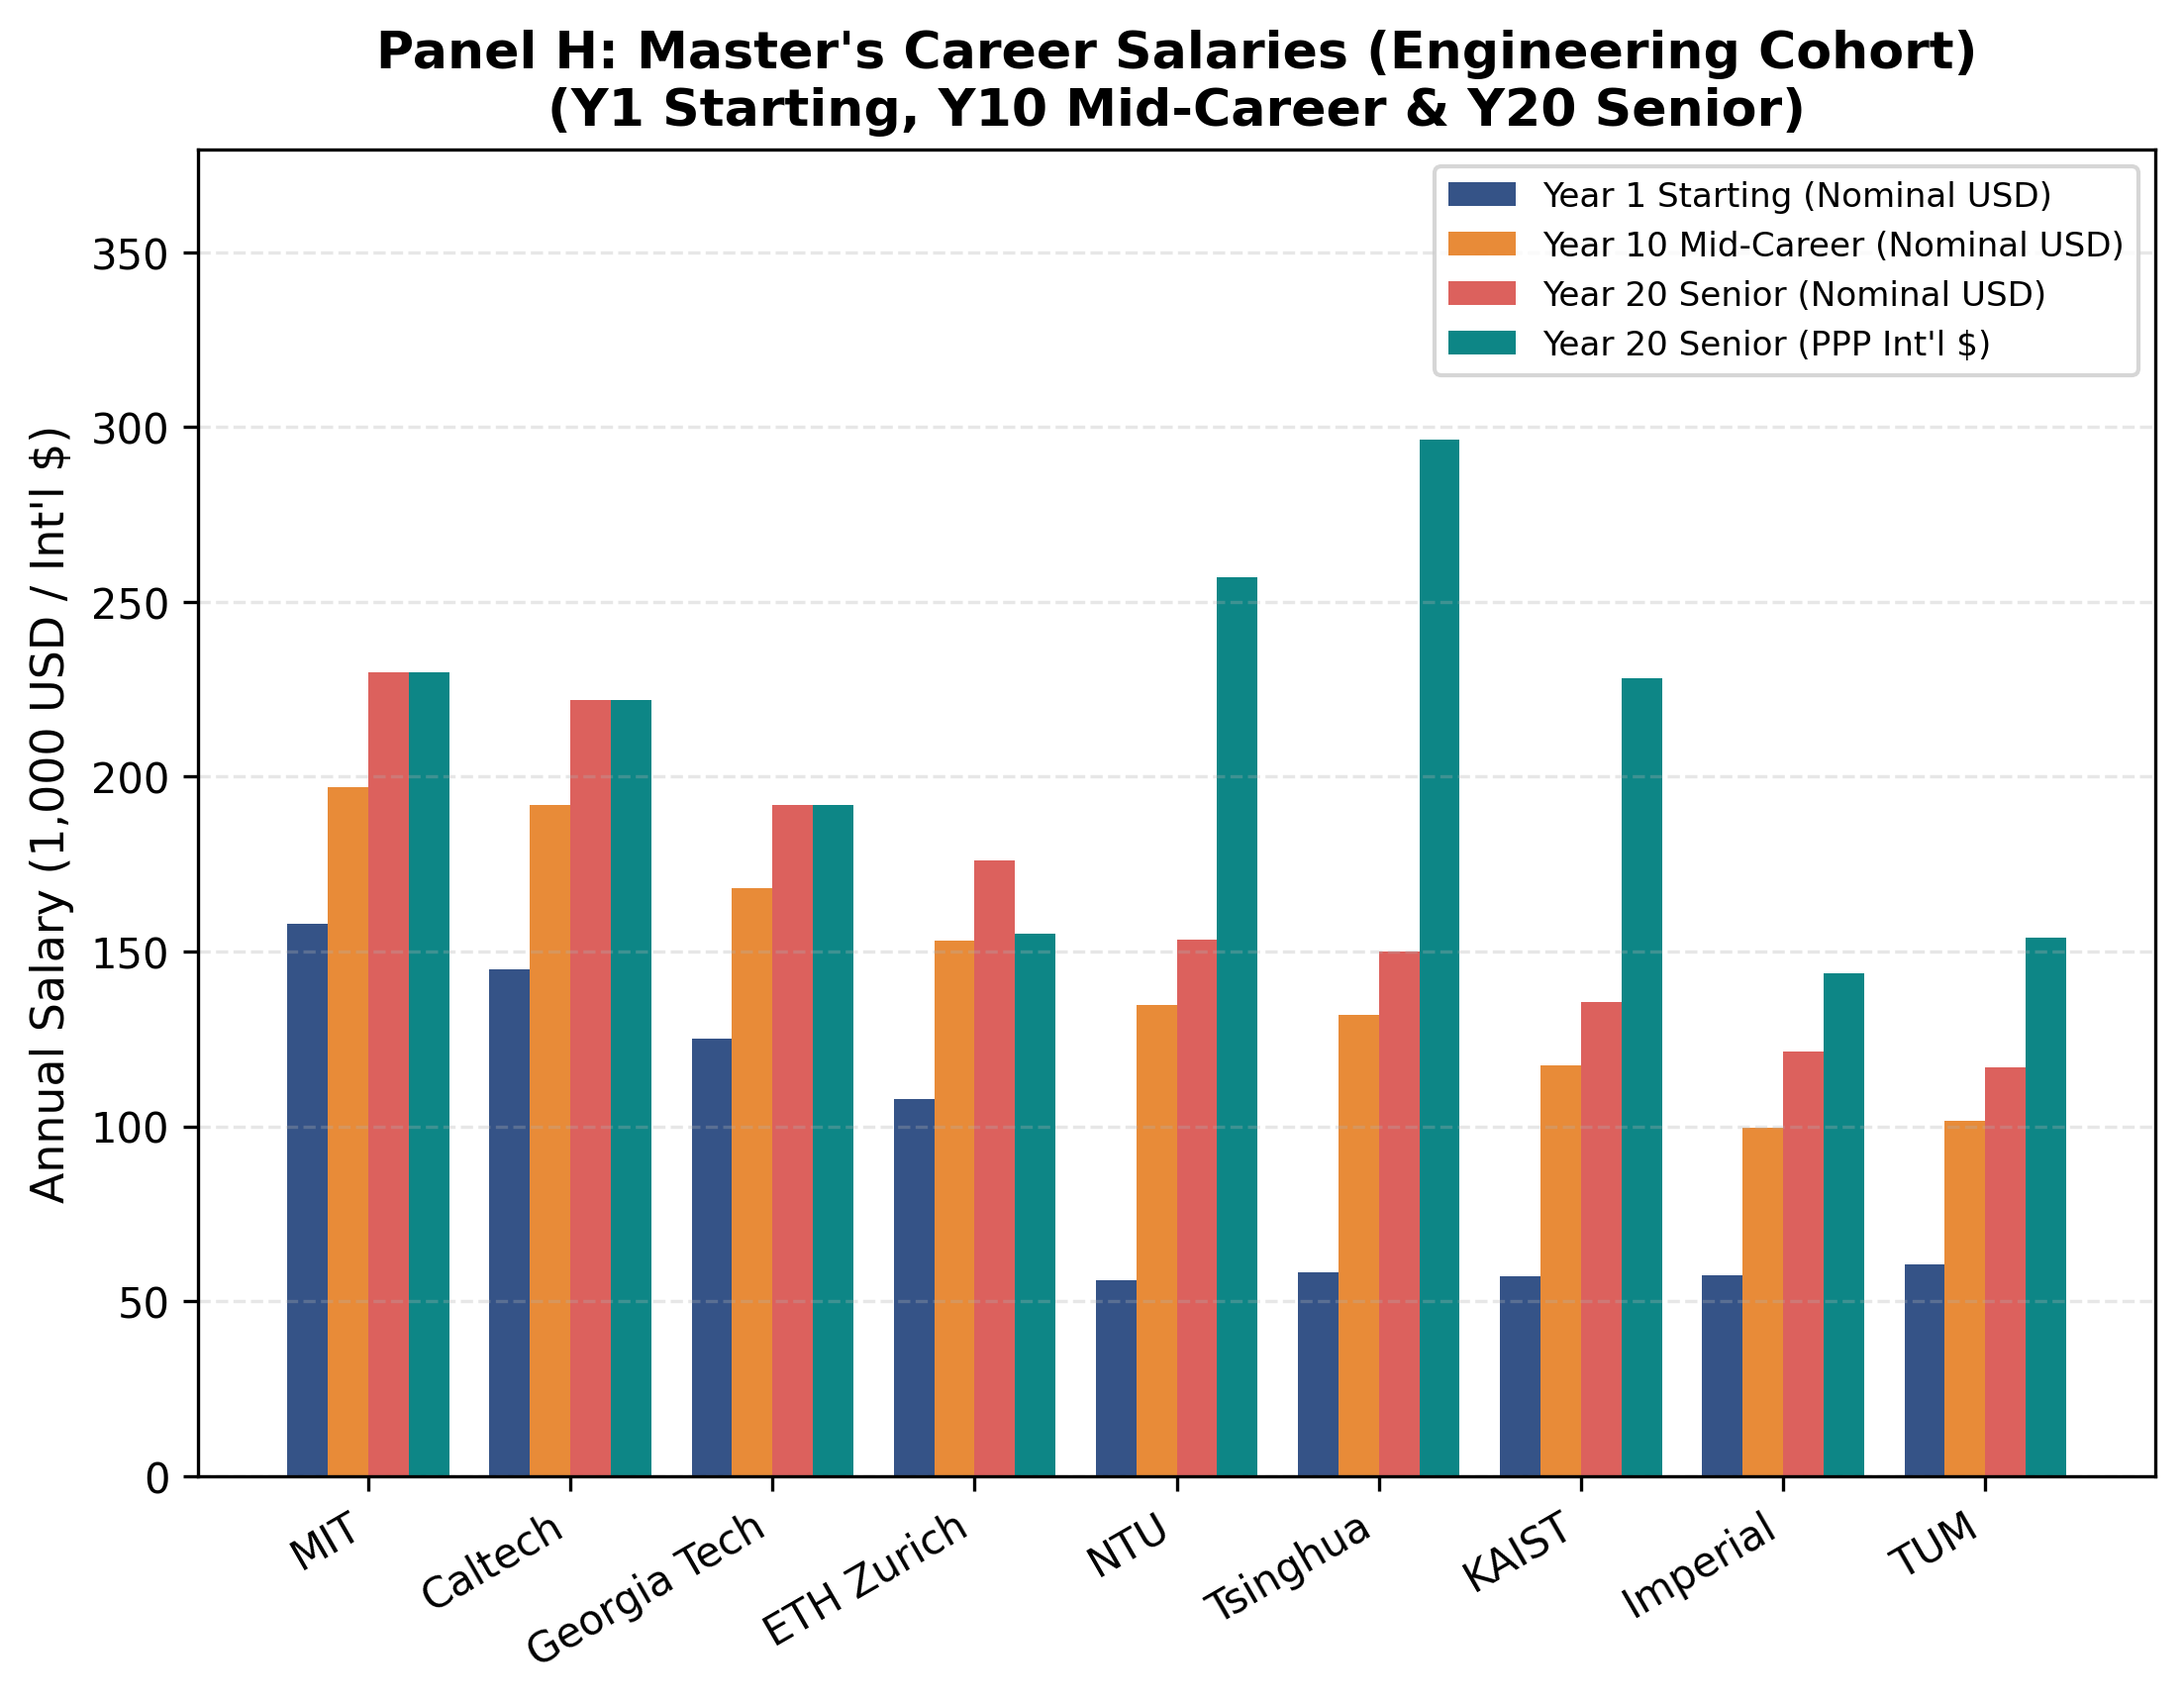 Panel H: Master's Career Salaries (Engineering Cohort)
(Y1 Starting, Y10 Mid-Career & Y20 Senior)
Year 1 Starting (Nominal USD)
Year 10 Mid-Career (Nominal USD)
Year 20 Senior (Nominal USD)
Year 20 Senior (PPP Int'l $)
Annual Salary (1,000 USD / Int'l $)
350
300
250
200
150
100
50
0
MIT
Caltech
Georgia Tech
ETH Zurich
NTU
Tsinghua
KAIST
Imperial
TUM